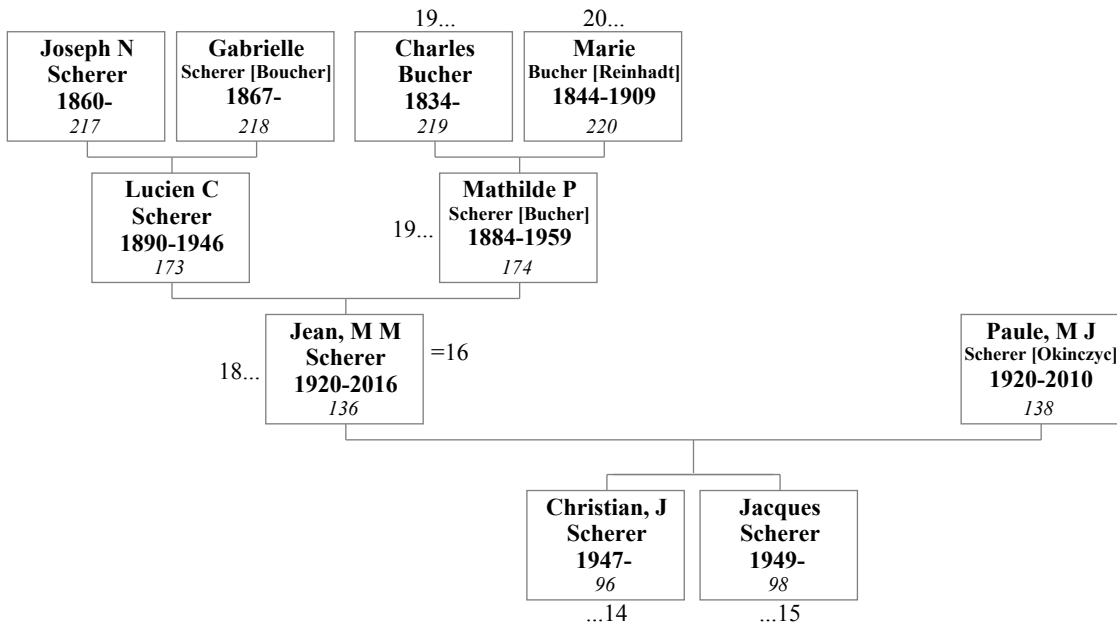 19...
20...
Joseph N
Scherer
1860-
217
Gabrielle
Scherer [Boucher]
1867-
218
Charles
Bucher
1834-
219
Marie
Bucher [Reinhadt]
1844-1909
220
Lucien C
Scherer
1890-1946
173
19...
Mathilde P
Scherer [Bucher]
1884-1959
174
18...
Jean, M M
Scherer
1920-2016
136
=16
Paule, M J
Scherer [Okinczyc]
1920-2010
138
Christian, J
Scherer
1947-
96
...14
Jacques
Scherer
1949-
98
...15